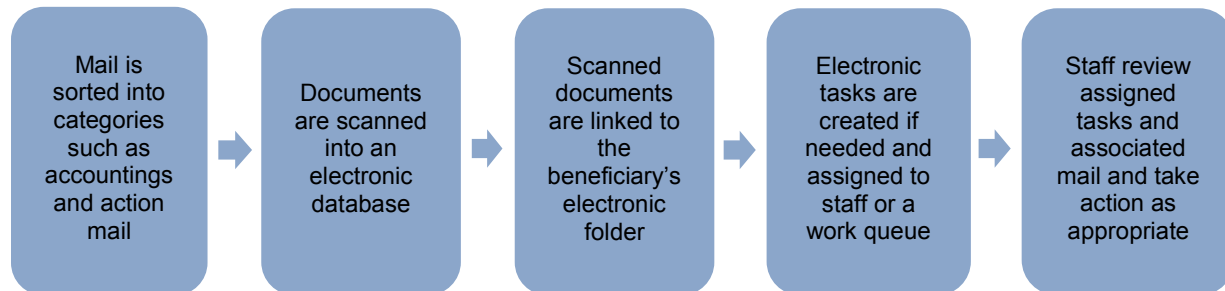 Mail is
sorted into
categories
such as
accountings
and action
mail
Documents
are scanned
into an
electronic
database
Scanned
documents
are linked to
the
beneficiary’s
electronic
folder
Electronic
tasks are
created if
needed and
assigned to
staff or a
work queue
Staff review
assigned
tasks and
associated
mail and take
action as
appropriate